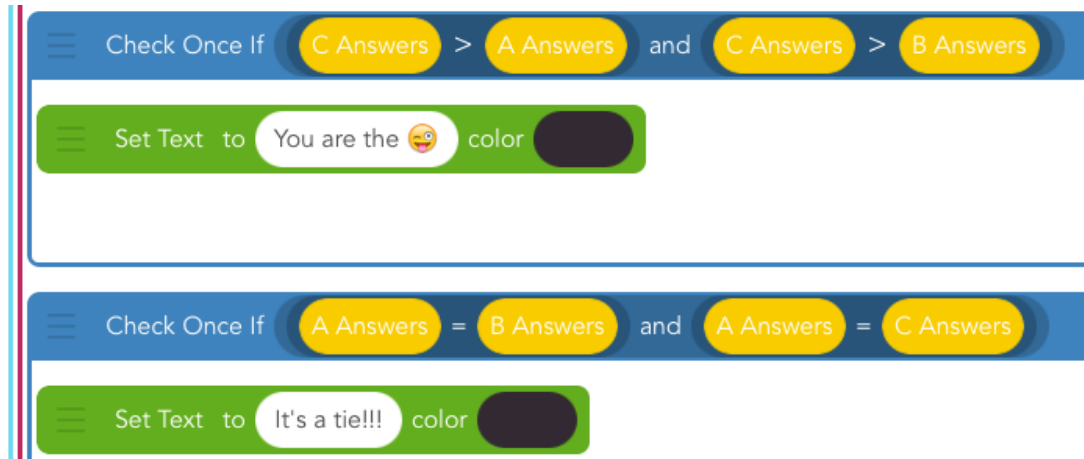 Check Once If C Answers > A Answers and C Answers > B Answers
Set Text to You are the 😜 color
Check Once If A Answers = B Answers and A Answers = C Answers
Set Text to It's a tie!!! color